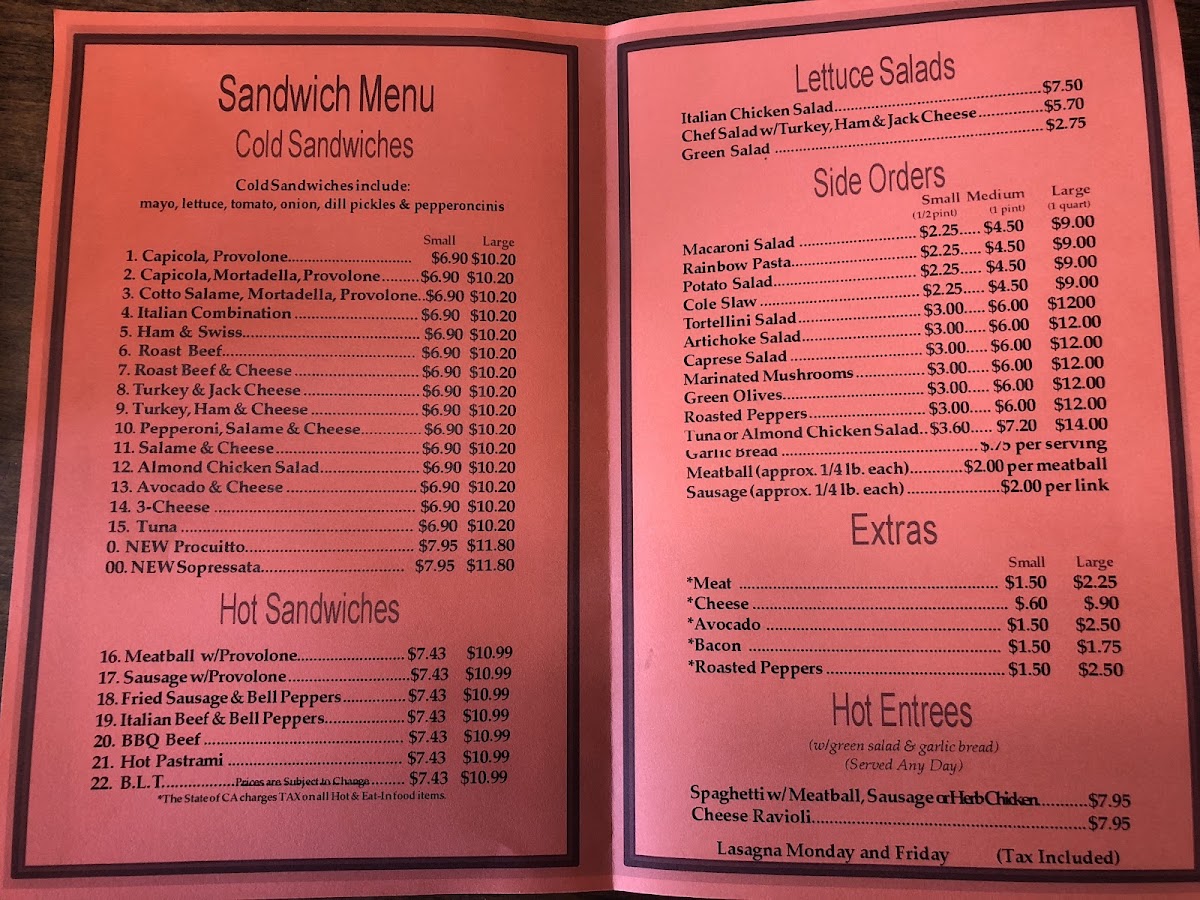 Sandwich Menu
Cold Sandwiches
Cold Sandwiches include:
mayo, lettuce, tomato, onion, dill pickles & pepperoncinis
Small Large
1. Capicola, Provolone.................................. $6.90 $10.20
2. Capicola, Mortadella, Provolone..........$6.90 $10.20
3. Cotto Salame, Mortadella, Provolone..$6.90 $10.20
4. Italian Combination ................................ $6.90 $10.20
5. Ham & Swiss............................................. $6.90 $10.20
6. Roast Beef................................................... $6.90 $10.20
7. Roast Beef & Cheese ................................ $6.90 $10.20
8. Turkey & Jack Cheese.............................. $6.90 $10.20
9. Turkey, Ham & Cheese ............................ $6.90 $10.20
10. Pepperoni, Salame & Cheese............... $6.90 $10.20
11. Salame & Cheese..................................... $6.90 $10.20
12. Almond Chicken Salad.......................... $6.90 $10.20
13. Avocado & Cheese .................................. $6.90 $10.20
14. 3-Cheese ..................................................... $6.90 $10.20
15. Tuna ............................................................ $6.90 $10.20
0. NEW Procuitto........................................... $7.95 $11.80
00. NEW Sopressata.................................... $7.95 $11.80
Hot Sandwiches
16. Meatball w/Provolone........................... $7.43 $10.99
17. Sausage w/Provolone..............................$7.43 $10.99
18. Fried Sausage & Bell Peppers............... $7.43 $10.99
19. Italian Beef & Bell Peppers.................... $7.43 $10.99
20. BBQ Beef .................................................. $7.43 $10.99
21. Hot Pastrami ............................................ $7.43 $10.99
22. B.L.T...................Prices are Subject to Change ........ $7.43 $10.99
*The State of CA charges TAX on all Hot & Eat-In food items.
Lettuce Salads
Italian Chicken Salad.....................................................$7.50
Chef Salad w/Turkey, Ham & Jack Cheese................$5.70
Green Salad ....................................................................$2.75
Side Orders
Small Medium Large
(1/2 pint) (1 pint) (1 quart)
Macaroni Salad .............................. $2.25..... $4.50 $9.00
Rainbow Pasta................................ $2.25..... $4.50 $9.00
Potato Salad.................................... $2.25..... $4.50 $9.00
Cole Slaw ........................................ $2.25..... $4.50 $9.00
Tortellini Salad............................... $3.00..... $6.00 $1200
Artichoke Salad.............................. $3.00..... $6.00 $12.00
Caprese Salad ................................. $3.00..... $6.00 $12.00
Marinated Mushrooms ................. $3.00..... $6.00 $12.00
Green Olives................................... $3.00..... $6.00 $12.00
Roasted Peppers............................. $3.00..... $6.00 $12.00
Tuna or Almond Chicken Salad.. $3.60..... $7.20 $14.00
Garlic Bread ................................................ $.75 per serving
Meatball (approx. 1/4 lb. each).............$2.00 per meatball
Sausage (approx. 1/4 lb. each) .....................$2.00 per link
Extras
Small Large
*Meat ................................................................ $1.50 $2.25
*Cheese ............................................................. $.60 $.90
*Avocado ......................................................... $1.50 $2.50
*Bacon ............................................................. $1.50 $1.75
*Roasted Peppers ............................................ $1.50 $2.50
Hot Entrees
(w/green salad & garlic bread)
(Served Any Day)
Spaghetti w/ Meatball, Sausage or Herb Chicken...........$7.95
Cheese Ravioli...............................................................$7.95
Lasagna Monday and Friday (Tax Included)